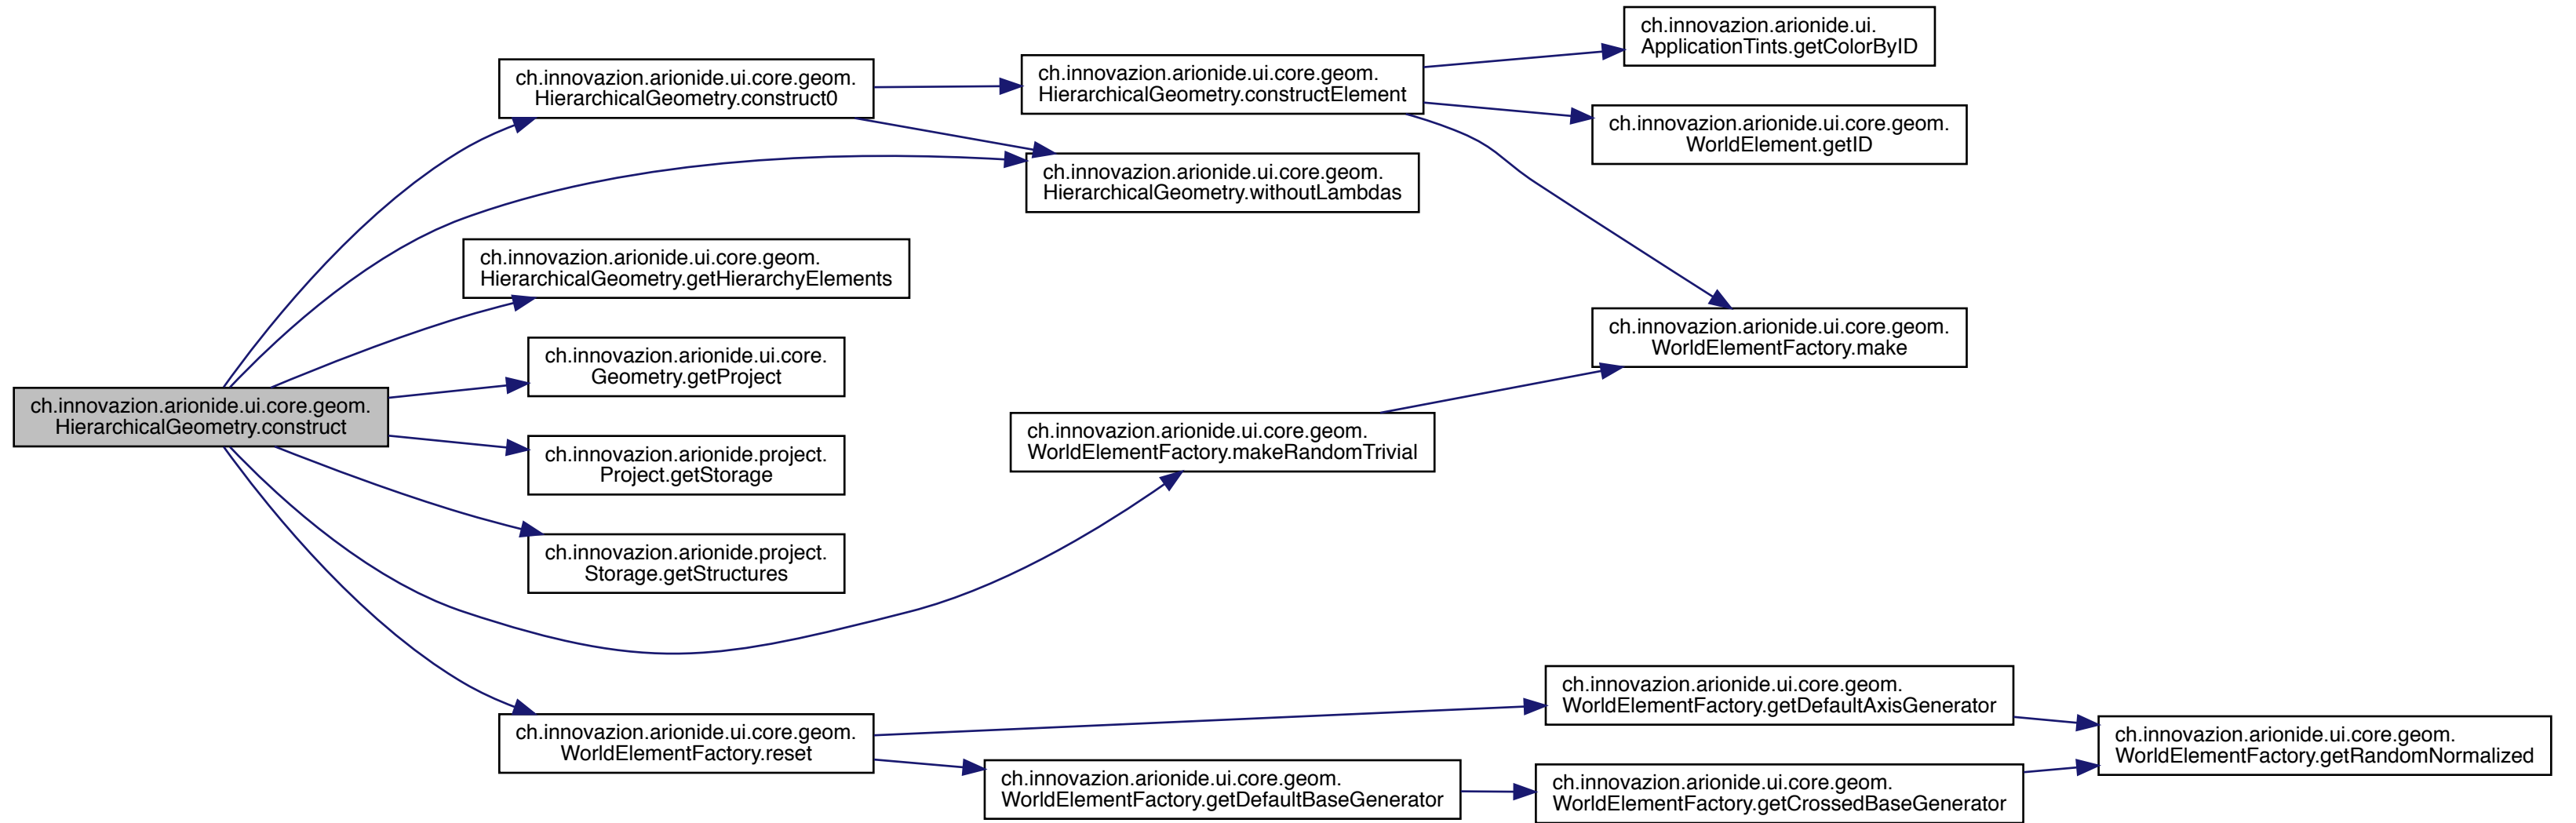 ch.innovazion.arionide.ui.core.geom.
HierarchicalGeometry.construct
ch.innovazion.arionide.ui.core.geom.
HierarchicalGeometry.construct0
ch.innovazion.arionide.ui.core.geom.
HierarchicalGeometry.constructElement
ch.innovazion.arionide.ui.
ApplicationTints.getColorByID
ch.innovazion.arionide.ui.core.geom.
WorldElement.getID
ch.innovazion.arionide.ui.core.geom.
HierarchicalGeometry.withoutLambdas
ch.innovazion.arionide.ui.core.geom.
HierarchicalGeometry.getHierarchyElements
ch.innovazion.arionide.ui.core.
Geometry.getProject
ch.innovazion.arionide.project.
Project.getStorage
ch.innovazion.arionide.project.
Storage.getStructures
ch.innovazion.arionide.ui.core.geom.
WorldElementFactory.make
ch.innovazion.arionide.ui.core.geom.
WorldElementFactory.makeRandomTrivial
ch.innovazion.arionide.ui.core.geom.
WorldElementFactory.reset
ch.innovazion.arionide.ui.core.geom.
WorldElementFactory.getDefaultAxisGenerator
ch.innovazion.arionide.ui.core.geom.
WorldElementFactory.getDefaultBaseGenerator
ch.innovazion.arionide.ui.core.geom.
WorldElementFactory.getCrossedBaseGenerator
ch.innovazion.arionide.ui.core.geom.
WorldElementFactory.getRandomNormalized